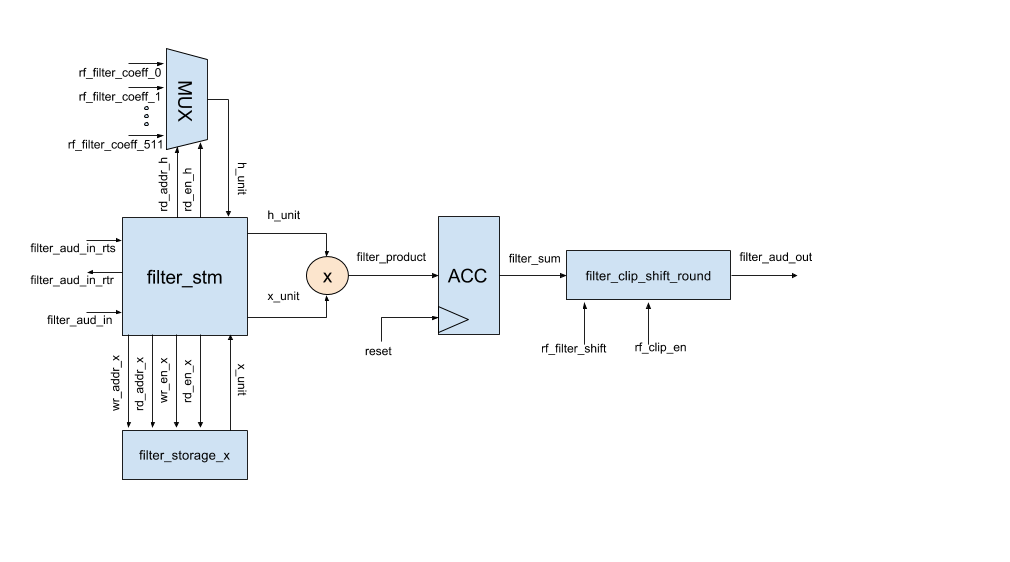 rf_filter_coeff_0
rf_filter_coeff_1
rf_filter_coeff_511
MUX
rd_addr_h
rd_en_h
h_unit
filter_aud_in_rts
filter_aud_in_rtr
filter_aud_in
filter_stm
h_unit
x_unit
x
filter_product
ACC
reset
filter_sum
filter_clip_shift_round
filter_aud_out
rf_filter_shift
rf_clip_en
wr_addr_x
rd_addr_x
wr_en_x
rd_en_x
x_unit
filter_storage_x